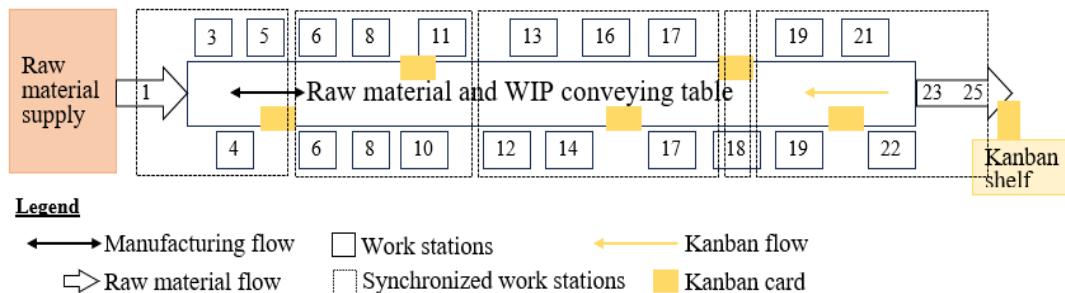 Raw
material
supply
1
3 5 6 8 11 13 16 17 19 21
Raw material and WIP conveying table
23 25
4 6 8 10 12 14 17 18 19 22
Kanban
shelf
Legend
Manufacturing flow
Work stations
Kanban flow
Raw material flow
Synchronized work stations
Kanban card